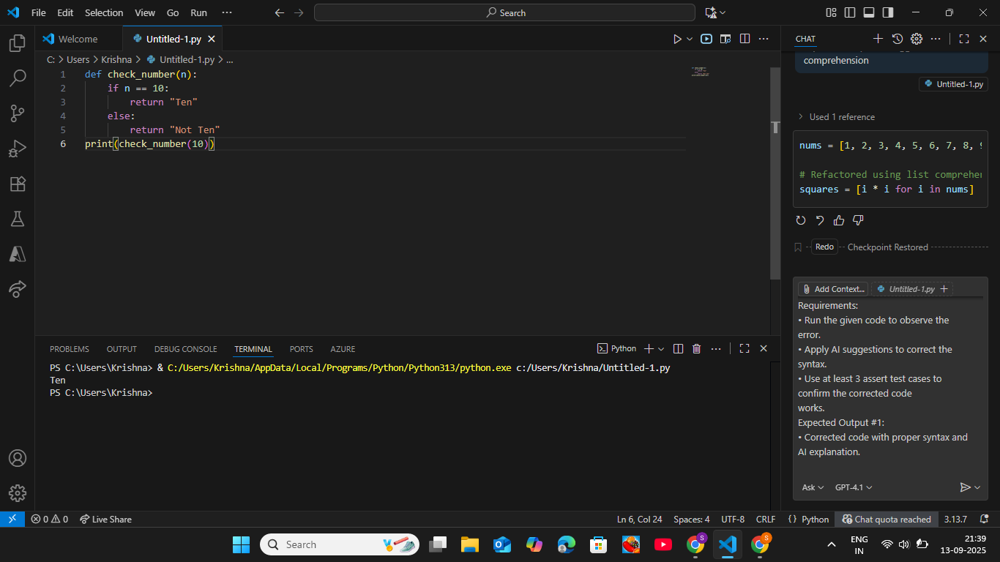 File Edit Selection View Go Run ···
Search
Welcome
Untitled-1.py
C: > Users > Krishna > Untitled-1.py > ...
1 def check_number(n):
2 if n == 10:
3 return "Ten"
4 else:
5 return "Not Ten"
6 print(check_number(10))
PROBLEMS OUTPUT DEBUG CONSOLE TERMINAL PORTS AZURE
Python
PS C:\Users\Krishna> & C:/Users/Krishna/AppData/Local/Programs/Python/Python313/python.exe c:/Users/Krishna/Untitled-1.py
Ten
PS C:\Users\Krishna>
CHAT
comprehension
Untitled-1.py
Used 1 reference
nums = [1, 2, 3, 4, 5, 6, 7, 8,
# Refactored using list
squares = [i * i for i in nums]
Redo Checkpoint Restored
Add Context... Untitled-1.py
Requirements:
• Run the given code to observe the
error.
• Apply AI suggestions to correct the
syntax.
• Use at least 3 assert test cases to
confirm the corrected code
works.
Expected Output #1:
• Corrected code with proper syntax and
AI explanation.
Ask GPT-4.1
0 0 Live Share
Ln 6, Col 24 Spaces: 4 UTF-8 CRLF {} Python Chat quota reached 3.13.7
Search
S
S
ENG
IN
21:39
13-09-2025